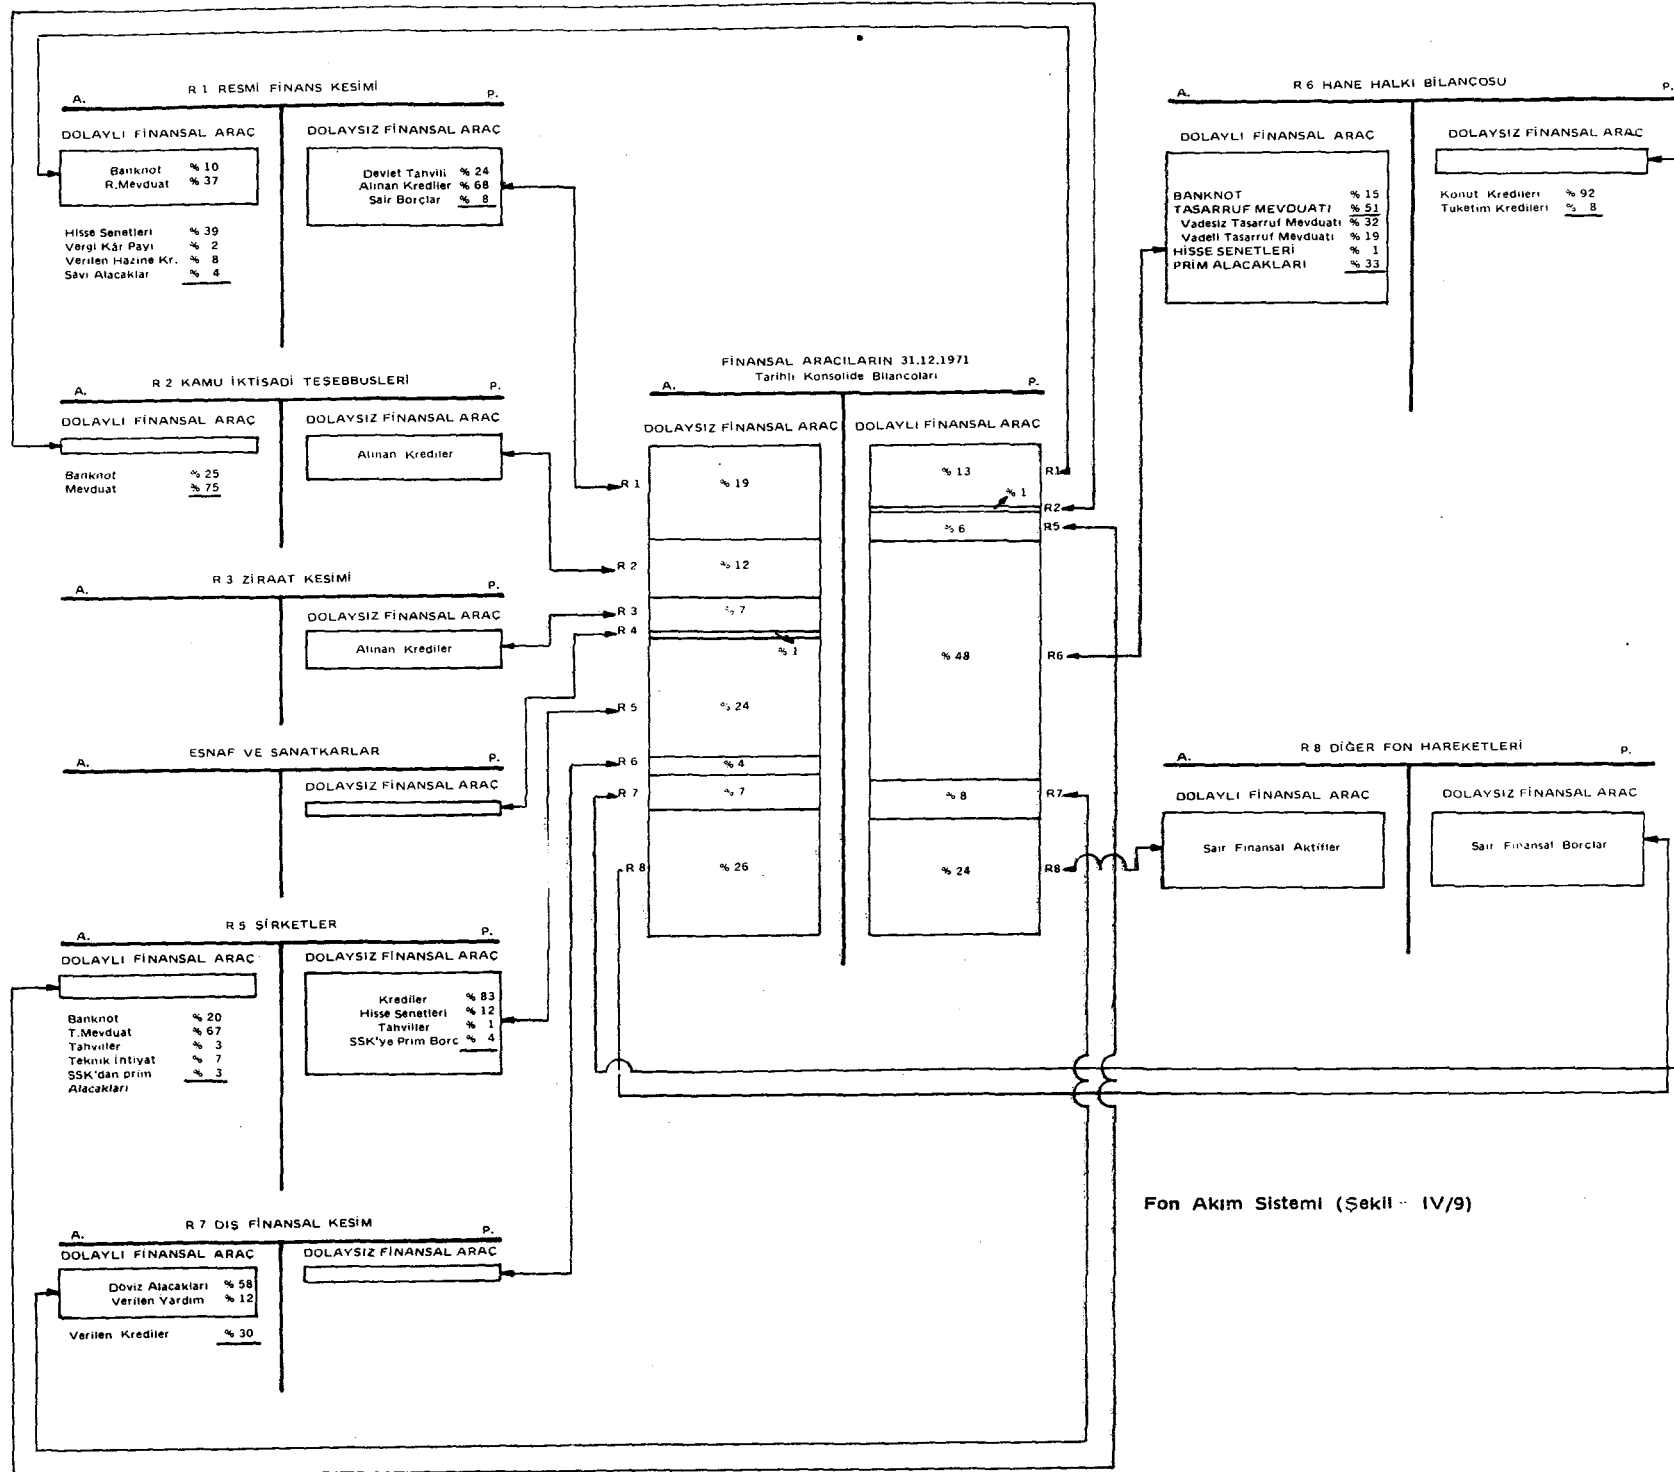 R 1 RESMİ FİNANS KESİMİ
A. P.
DOLAYLI FİNANSAL ARAÇ
Banknot % 10
R.Mevduat % 37
Hisse Senetleri % 39
Vergi Kâr Payı % 2
Verilen Hazine Kr. % 8
Savi Alacaklar % 4
DOLAYSIZ FİNANSAL ARAÇ
Devlet Tahvili % 24
Alınan Krediler % 68
Sair Borçlar % 8
R 2 KAMU İKTİSADİ TEŞEBBUSLERİ
A. P.
DOLAYLI FİNANSAL ARAÇ
Banknot % 25
Mevduat % 75
DOLAYSIZ FİNANSAL ARAÇ
Alınan Krediler
R 3 ZİRAAT KESİMİ
A. P.
DOLAYSIZ FİNANSAL ARAÇ
Alınan Krediler
ESNAF VE SANATKARLAR
A. P.
DOLAYSIZ FİNANSAL ARAÇ
R 5 ŞİRKETLER
A. P.
DOLAYLI FİNANSAL ARAÇ
Banknot % 20
T.Mevduat % 67
Tahviller % 3
Teknik İntiyat % 7
SSK'dan prim % 3
Alacakları
DOLAYSIZ FİNANSAL ARAÇ
Krediler % 83
Hisse Senetleri % 12
Tahviller % 1
SSK'ye Prim Borc % 4
R 7 DIŞ FİNANSAL KESİM
A. P.
DOLAYLI FİNANSAL ARAÇ
Döviz Alacakları % 58
Verilen Yardım % 12
Verilen Krediler % 30
DOLAYSIZ FİNANSAL ARAÇ
FİNANSAL ARACILARIN 31.12.1971
Tarihli Konsolide Bilançoları
A. P.
DOLAYSIZ FİNANSAL ARAÇ
R 1 % 19
R 2 % 12
R 3 % 7
R 4 % 1
R 5 % 24
R 6 % 4
R 7 % 7
R 8 % 26
DOLAYLI FİNANSAL ARAÇ
% 13 R1
% 1 R2
% 6 R5
% 48 R6
% 8 R7
% 24 R8
R 6 HANE HALKI BİLANÇOSU
A. P.
DOLAYLI FİNANSAL ARAÇ
BANKNOT % 15
TASARRUF MEVDUATI % 51
Vadesiz Tasarruf Mevduatı % 32
Vadeli Tasarruf Mevduatı % 19
HİSSE SENETLERİ % 1
PRİM ALACAKLARI % 33
DOLAYSIZ FİNANSAL ARAÇ
Konut Kredileri % 92
Tuketim Kredileri % 8
R 8 DİĞER FON HAREKETLERİ
A. P.
DOLAYLI FİNANSAL ARAÇ
Sair Finansal Aktifler
DOLAYSIZ FİNANSAL ARAÇ
Sair Finansal Borçlar
Fon Akım Sistemi (Şekil - IV/9)